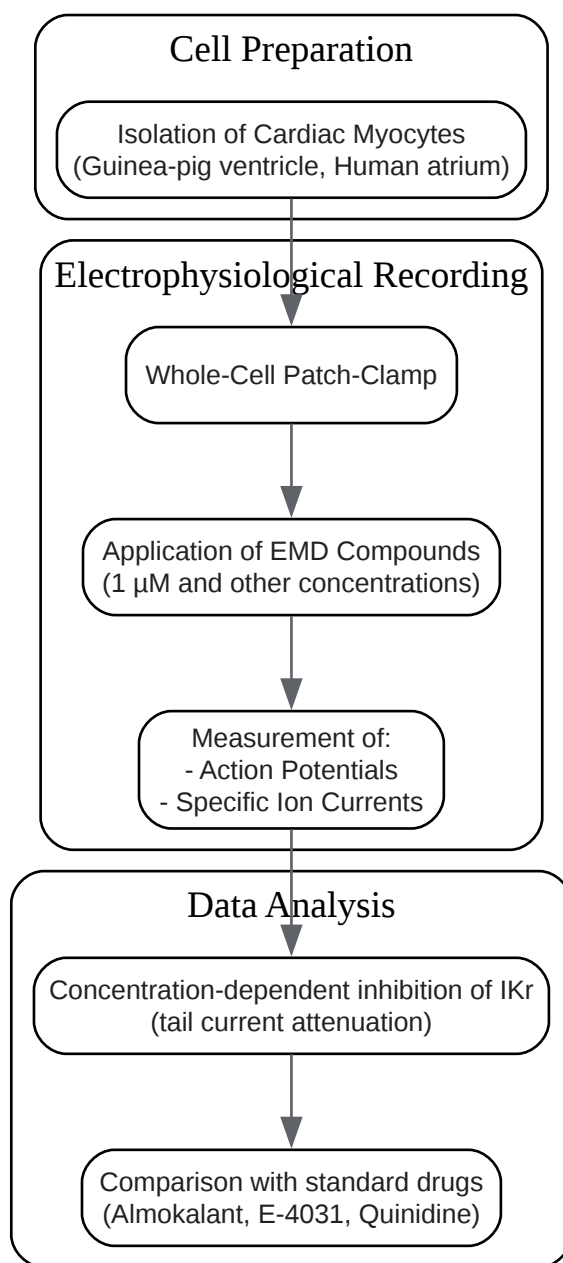 Cell Preparation
Isolation of Cardiac Myocytes
(Guinea-pig ventricle, Human atrium)
Electrophysiological Recording
Whole-Cell Patch-Clamp
Application of EMD Compounds
(1 µM and other concentrations)
Measurement of:
- Action Potentials
- Specific Ion Currents
Data Analysis
Concentration-dependent inhibition of IKr
(tail current attenuation)
Comparison with standard drugs
(Almokalant, E-4031, Quinidine)